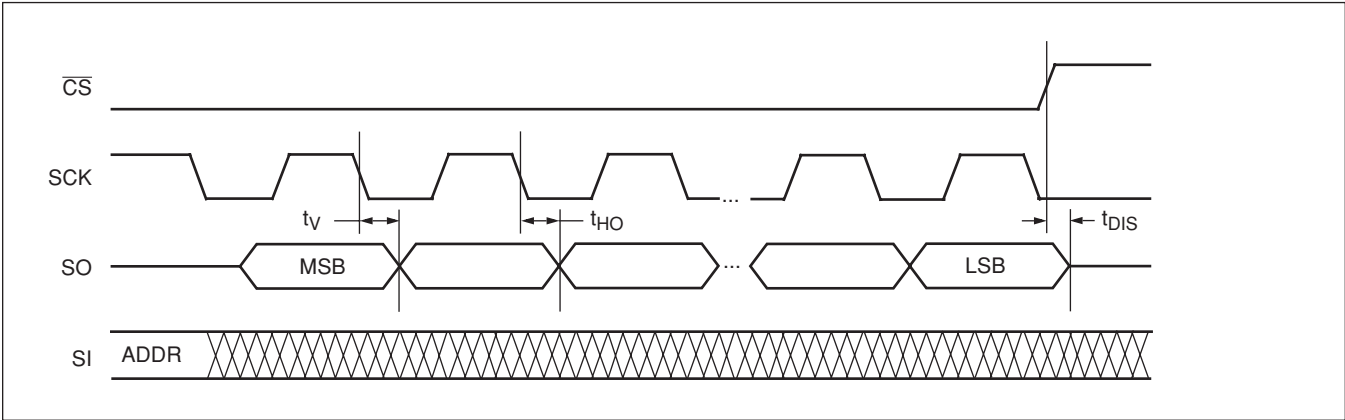 CS
SCK
...
tV
tHO
tDIS
SO
MSB
...
LSB
SI
ADDR